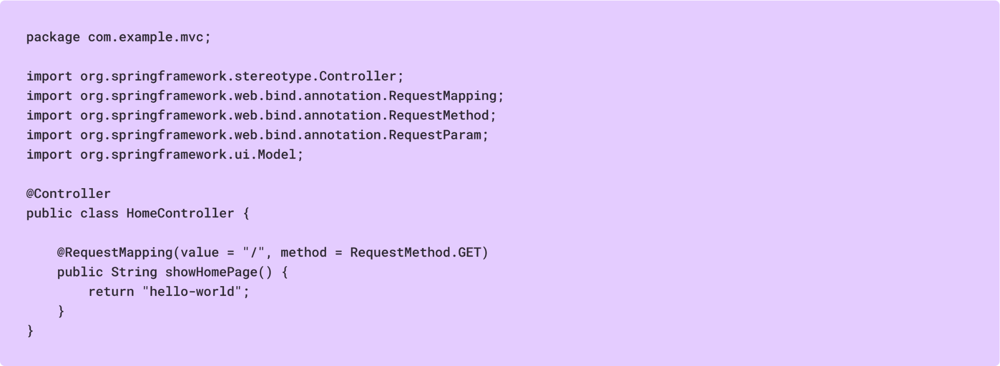 package com.example.mvc;

import org.springframework.stereotype.Controller;
import org.springframework.web.bind.annotation.RequestMapping;
import org.springframework.web.bind.annotation.RequestMethod;
import org.springframework.web.bind.annotation.RequestParam;
import org.springframework.ui.Model;

@Controller
public class HomeController {

    @RequestMapping(value = "/", method = RequestMethod.GET)
    public String showHomePage() {
        return "hello-world";
    }
}